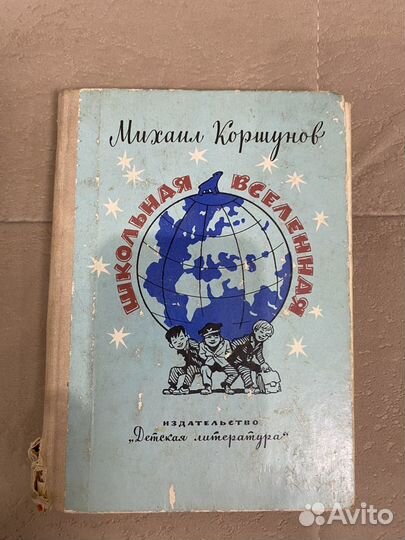 Михаил Коршунов
ШКОЛЬНАЯ ВСЕЛЕННАЯ
ИЗДАТЕЛЬСТВО
„Детская литература“
Avito